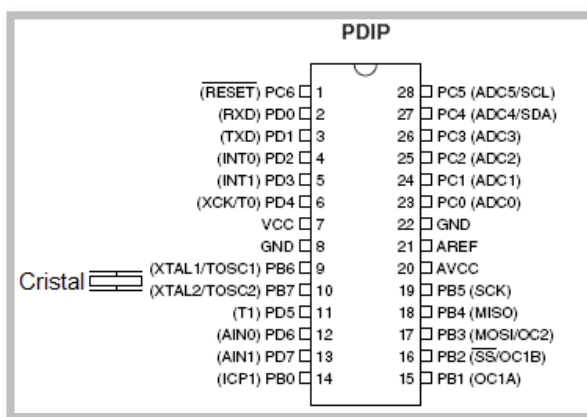 PDIP
(RESET) PC6 1 28 PC5 (ADC5/SCL)
(RXD) PD0 2 27 PC4 (ADC4/SDA)
(TXD) PD1 3 26 PC3 (ADC3)
(INT0) PD2 4 25 PC2 (ADC2)
(INT1) PD3 5 24 PC1 (ADC1)
(XCK/T0) PD4 6 23 PC0 (ADC0)
VCC 7 22 GND
GND 8 21 AREF
(XTAL1/TOSC1) PB6 9 20 AVCC
Cristal
(XTAL2/TOSC2) PB7 10 19 PB5 (SCK)
(T1) PD5 11 18 PB4 (MISO)
(AIN0) PD6 12 17 PB3 (MOSI/OC2)
(AIN1) PD7 13 16 PB2 (SS/OC1B)
(ICP1) PB0 14 15 PB1 (OC1A)